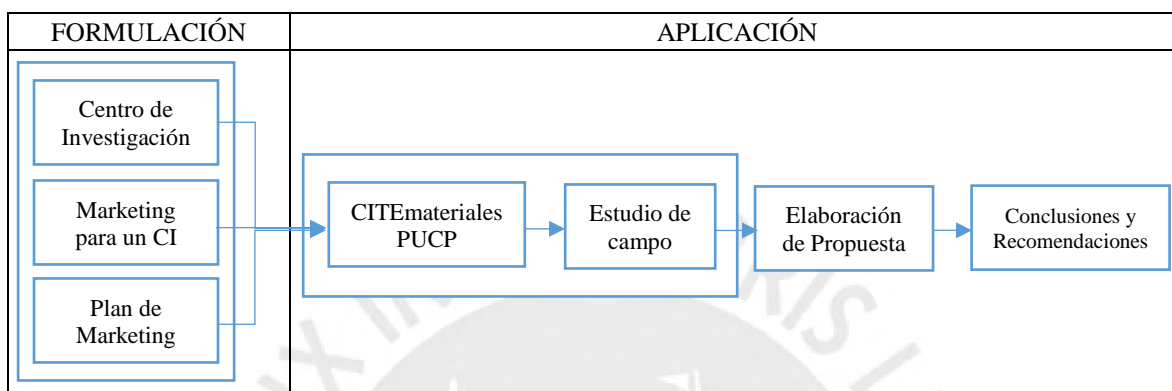 FORMULACIÓN
APLICACIÓN
Centro de
Investigación
Marketing
para un CI
Plan de
Marketing
CITEmateriales
PUCP
Estudio de
campo
Elaboración
de Propuesta
Conclusiones y
Recomendaciones